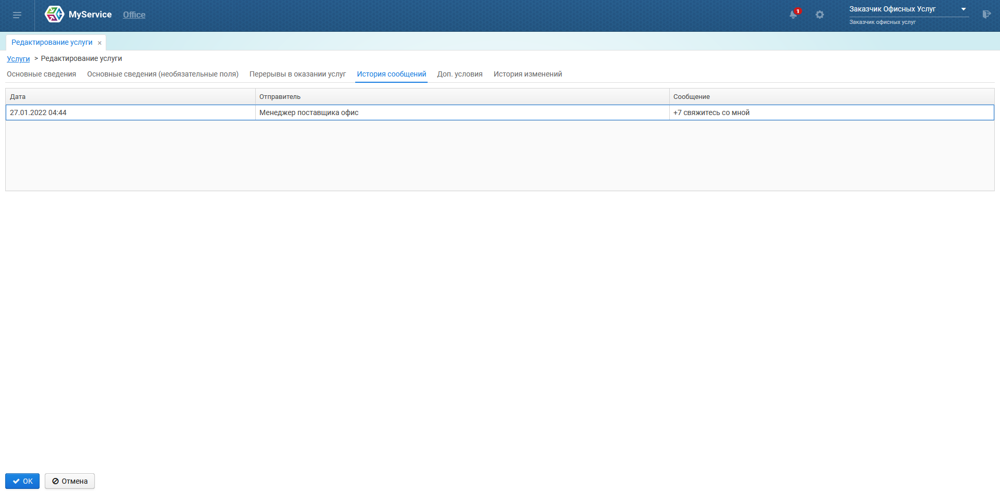 MyService Office
1
Заказчик Офисных Услуг
Заказчик офисных услуг
Редактирование услуги ×
Услуги > Редактирование услуги
Основные сведения Основные сведения (необязательные поля) Перерывы в оказании услуг История сообщений Доп. условия История изменений
Дата Отправитель Сообщение
27.01.2022 04:44 Менеджер поставщика офис +7 свяжитесь со мной
OK Отмена